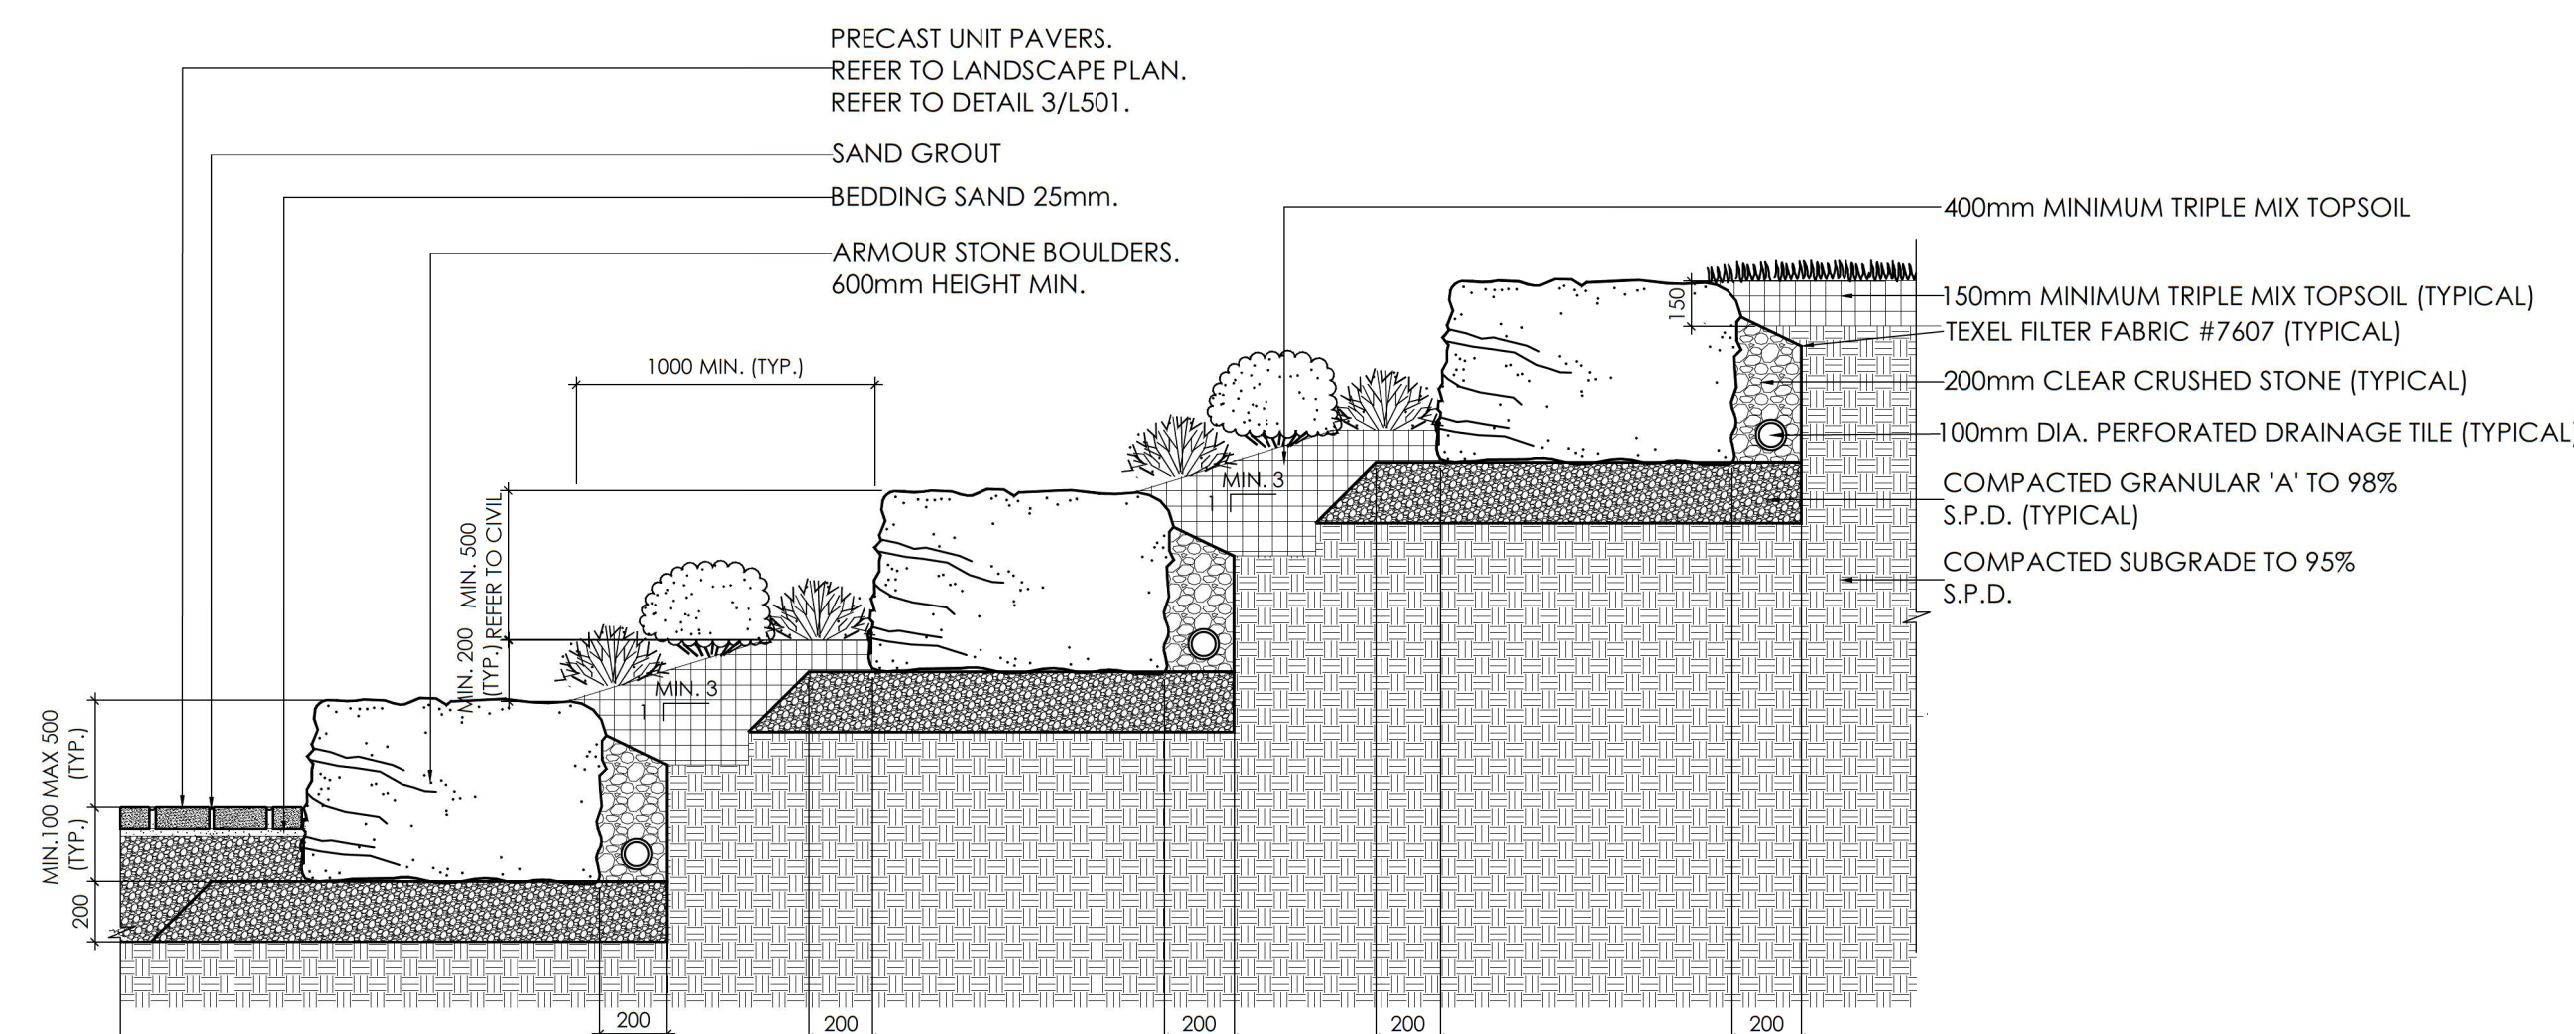 PRECAST UNIT PAVERS.
REFER TO LANDSCAPE PLAN.
REFER TO DETAIL 3/L501.
SAND GROUT
BEDDING SAND 25mm.
ARMOUR STONE BOULDERS.
600mm HEIGHT MIN.
1000 MIN. (TYP.)
400mm MINIMUM TRIPLE MIX TOPSOIL
150
150mm MINIMUM TRIPLE MIX TOPSOIL (TYPICAL)
TEXEL FILTER FABRIC #7607 (TYPICAL)
200mm CLEAR CRUSHED STONE (TYPICAL)
100mm DIA. PERFORATED DRAINAGE TILE (TYPICAL)
COMPACTED GRANULAR 'A' TO 98%
S.P.D. (TYPICAL)
COMPACTED SUBGRADE TO 95%
S.P.D.
MIN. 3
1
MIN. 200 MIN. 500
(TYP.) REFER TO CIVIL
MIN. 3
1
MIN.100 MAX 500
(TYP.) (TYP.)
200
200
200
200
200
200